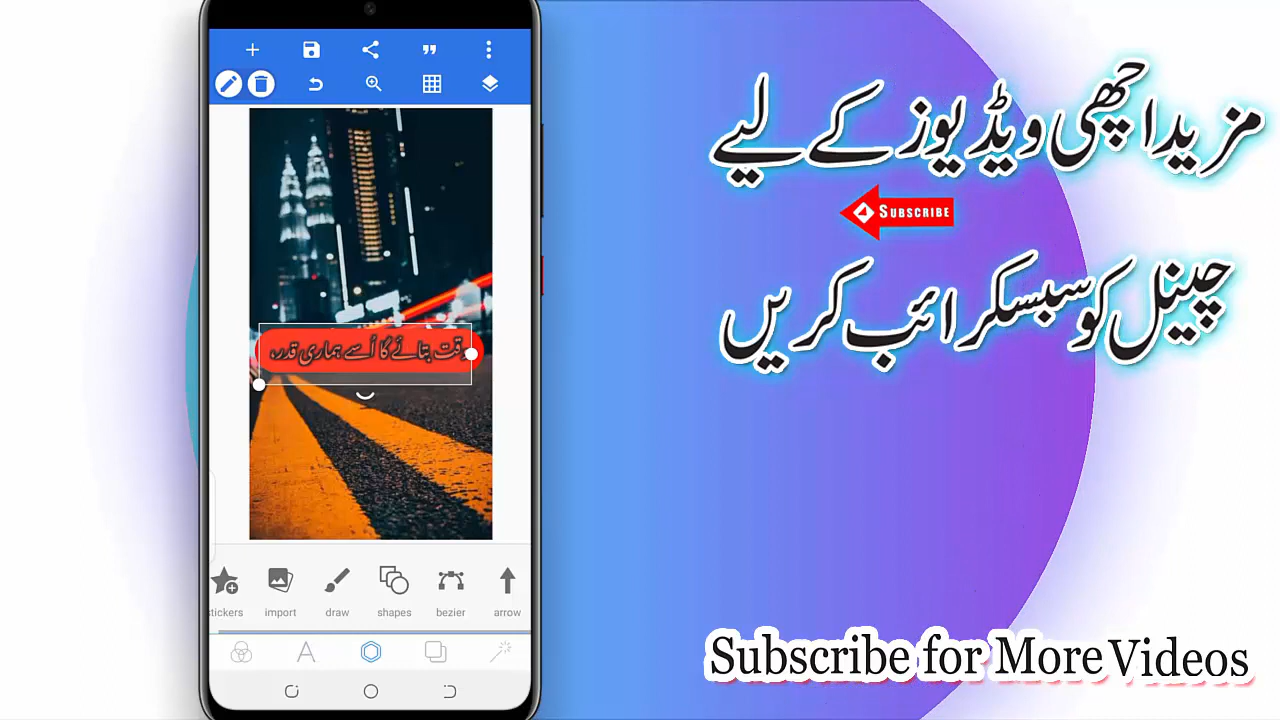 مزید اچھی ویڈیوز کے لیے
SUBSCRIBE
چینل کو سبسکرائب کریں
وقت بتائے گا اُسے ہماری قدر،
stickers
import
draw
shapes
bezier
arrow
Subscribe for More Videos